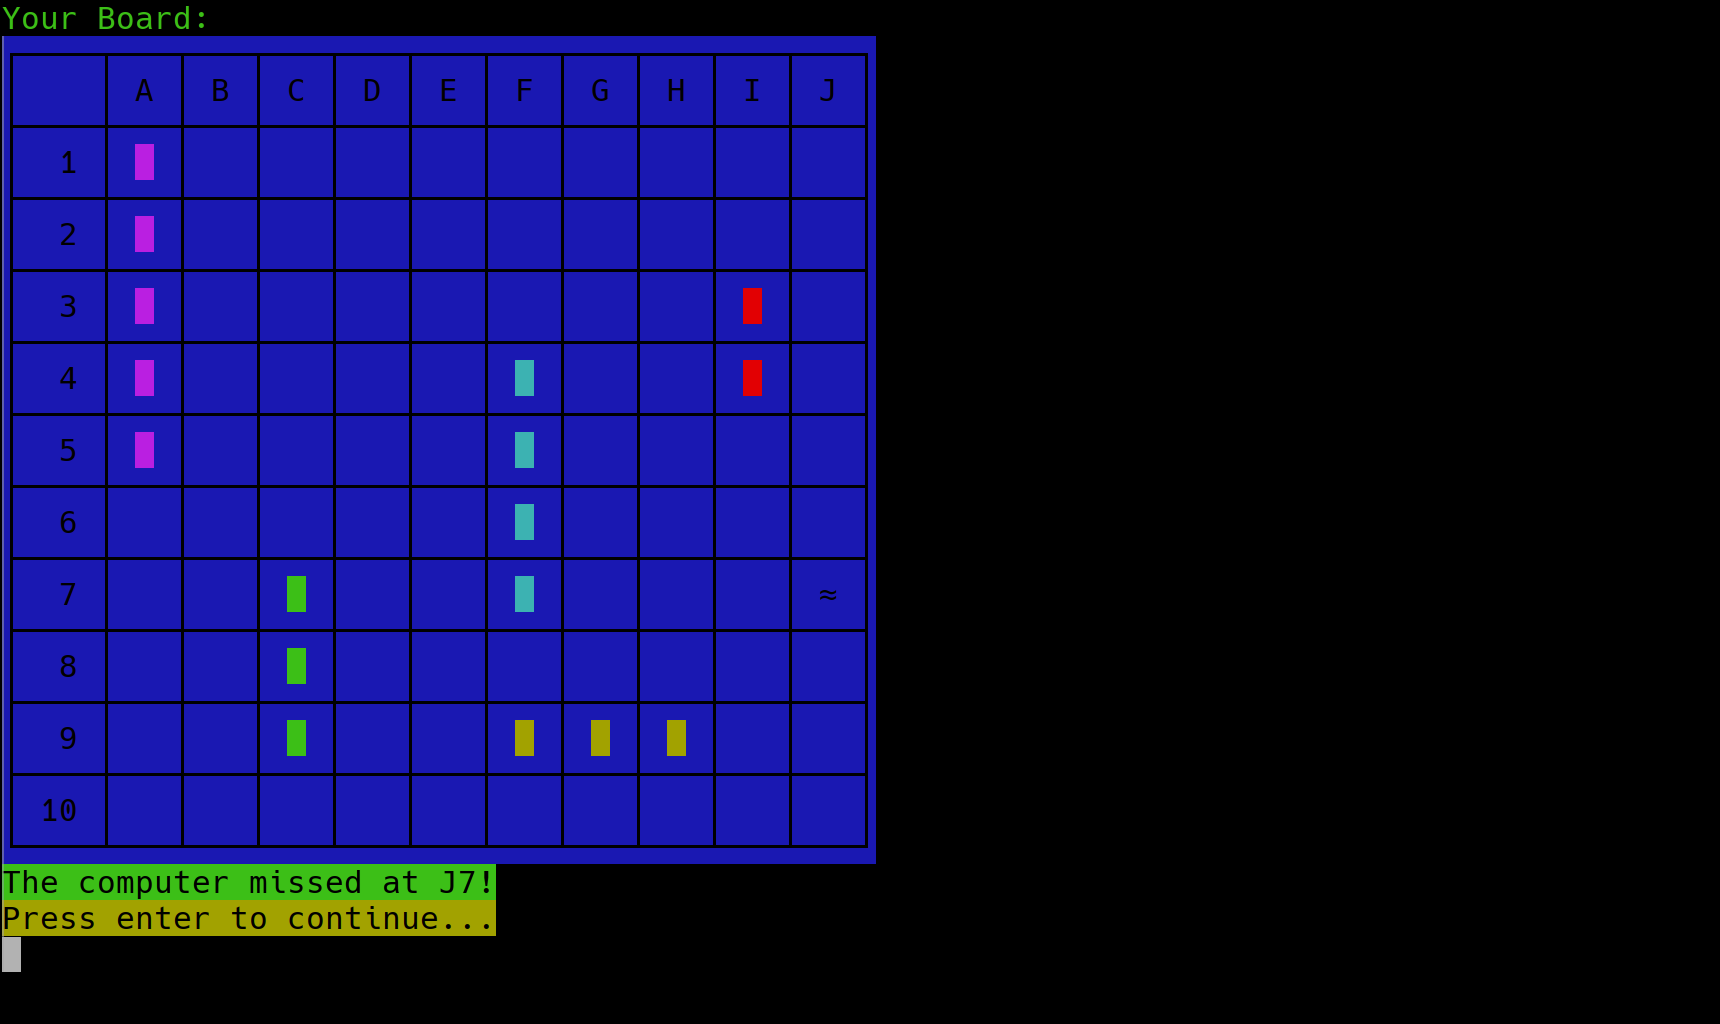 Your Board:
A B C D E F G H I J
1
2
3
4
5
6
7 ≈
8
9
10
The computer missed at J7!
Press enter to continue...